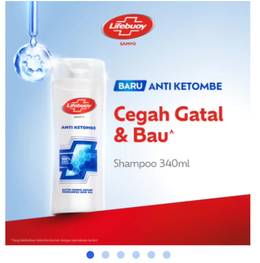 Lifebuoy
SAMPO
BARU ANTI KETOMBE
Cegah Gatal
& Bau^
Shampoo 340ml
Lifebuoy
ANTI KETOMBE